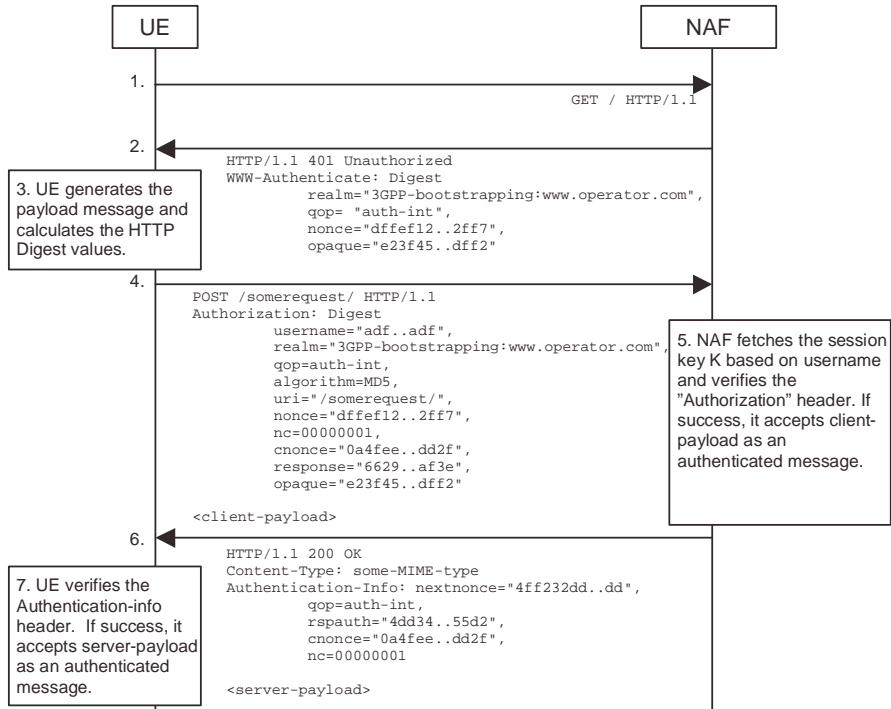 UE
NAF
1.
GET / HTTP/1.1
2.
HTTP/1.1 401 Unauthorized
WWW-Authenticate: Digest
realm="3GPP-bootstrapping:www.operator.com",
qop= "auth-int",
nonce="dffef12..2ff7",
opaque="e23f45..dff2"
3. UE generates the
payload message and
calculates the HTTP
Digest values.
4.
POST /somerequest/ HTTP/1.1
Authorization: Digest
username="adf..adf",
realm="3GPP-bootstrapping:www.operator.com",
qop=auth-int,
algorithm=MD5,
uri="/somerequest/",
nonce="dffef12..2ff7",
nc=00000001,
cnonce="0a4fee..dd2f",
response="6629..af3e",
opaque="e23f45..dff2"
<client-payload>
5. NAF fetches the session
key K based on username
and verifies the
”Authorization” header. If
success, it accepts client-
payload as an
authenticated message.
6.
HTTP/1.1 200 OK
Content-Type: some-MIME-type
Authentication-Info: nextnonce="4ff232dd..dd",
qop=auth-int,
rspauth="4dd34..55d2",
cnonce="0a4fee..dd2f",
nc=00000001
<server-payload>
7. UE verifies the
Authentication-info
header. If success, it
accepts server-payload
as an authenticated
message.